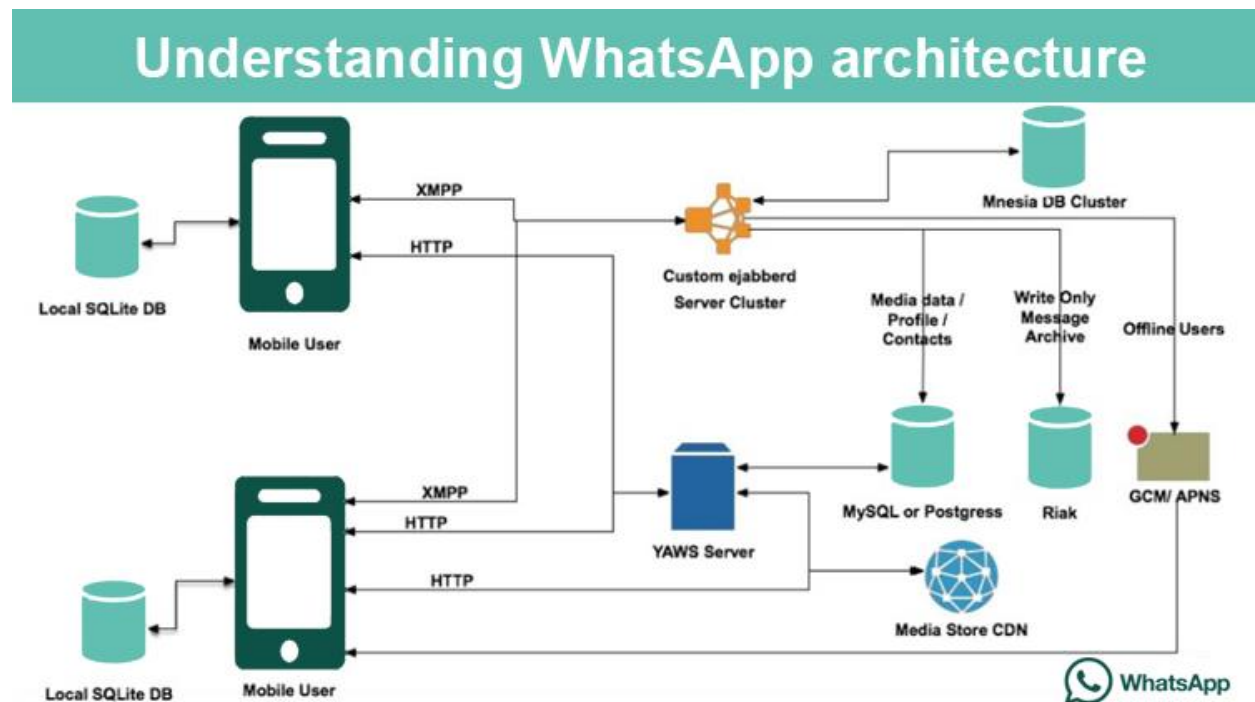 Understanding WhatsApp architecture
XMPP
HTTP
Local SQLite DB
Mobile User
Custom ejabberd
Server Cluster
Mnesia DB Cluster
Media data /
Profile /
Contacts
Write Only
Message
Archive
Offline Users
XMPP
HTTP
HTTP
YAWS Server
MySQL or Postgress
Riak
GCM/ APNS
Media Store CDN
Local SQLite DB
Mobile User
WhatsApp